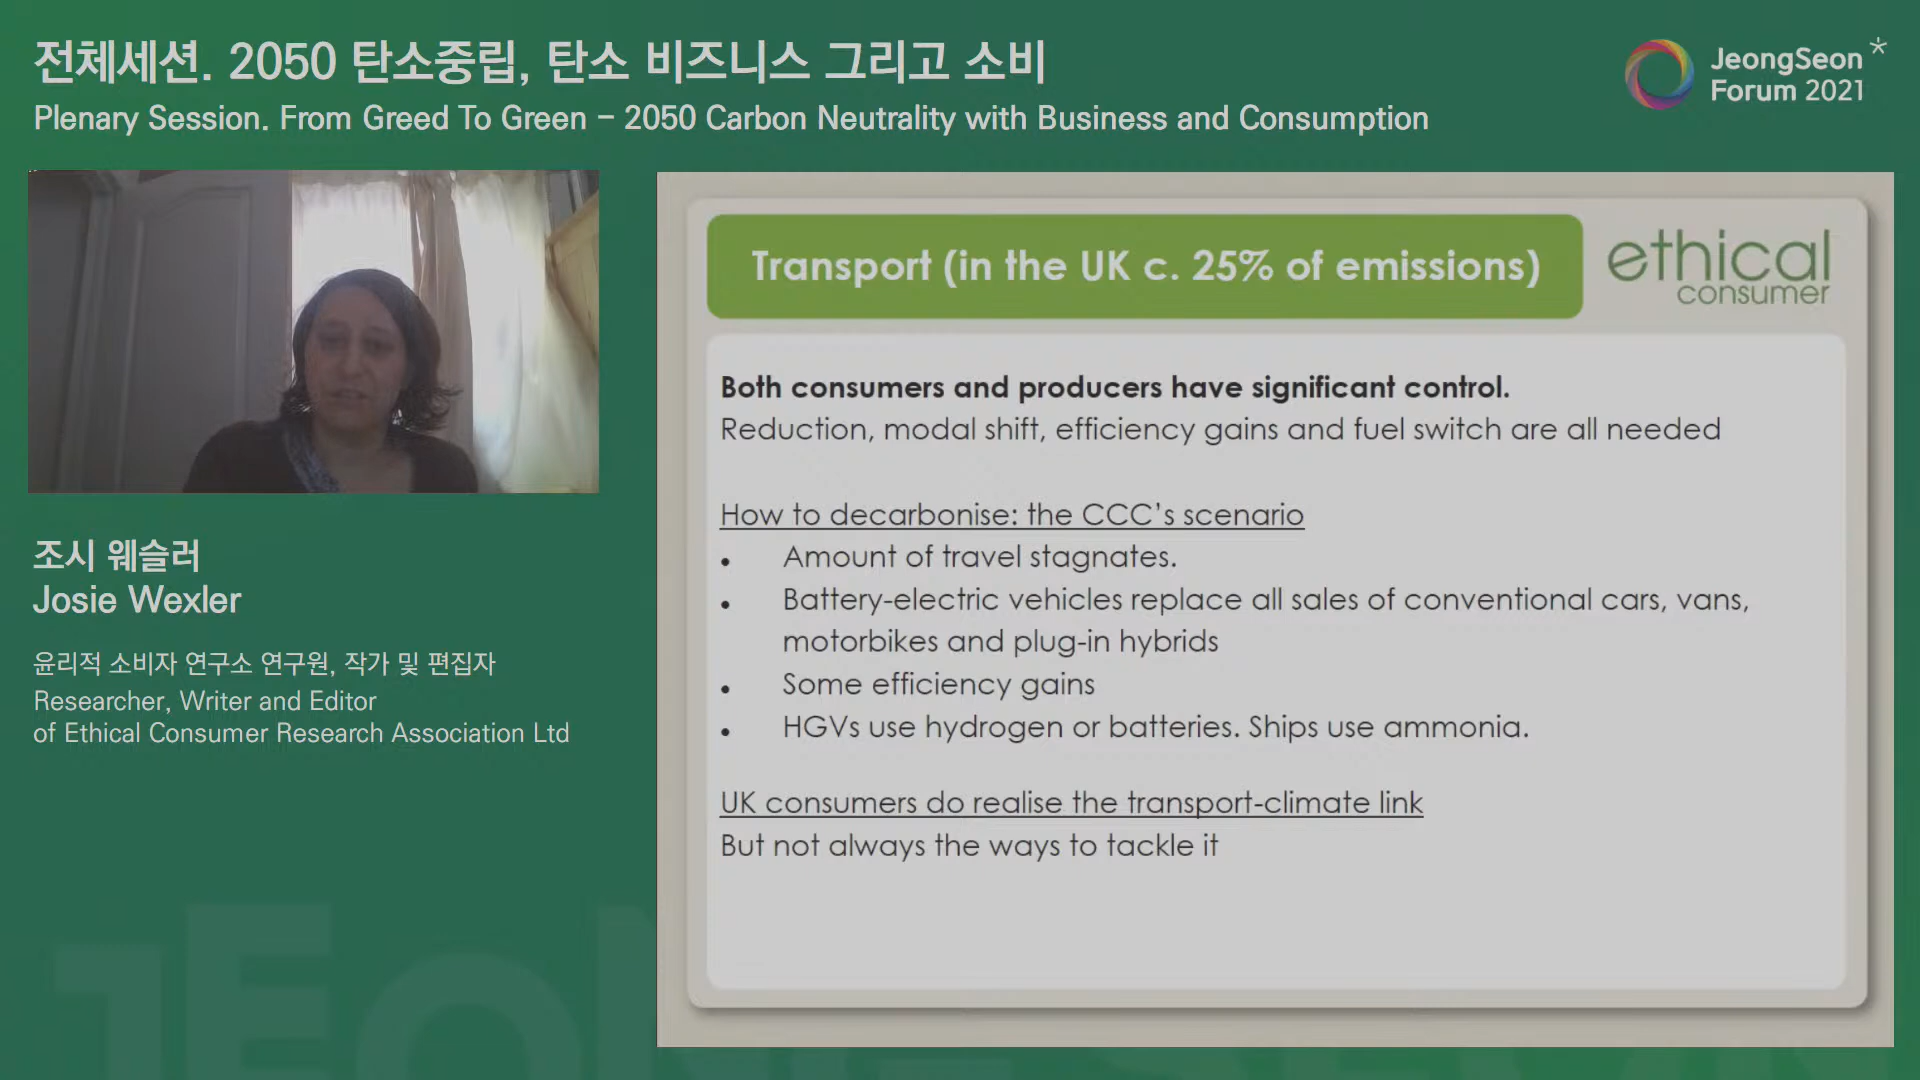 전체세션. 2050 탄소중립, 탄소 비즈니스 그리고 소비
Plenary Session. From Greed To Green – 2050 Carbon Neutrality with Business and Consumption
JeongSeon
Forum 2021
조시 웨슬러
Josie Wexler
윤리적 소비자 연구소 연구원, 작가 및 편집자
Researcher, Writer and Editor
of Ethical Consumer Research Association Ltd
Transport (in the UK c. 25% of emissions)
ethical
consumer
Both consumers and producers have significant control.
Reduction, modal shift, efficiency gains and fuel switch are all needed
How to decarbonise: the CCC's scenario
• Amount of travel stagnates.
• Battery-electric vehicles replace all sales of conventional cars, vans,
motorbikes and plug-in hybrids
• Some efficiency gains
• HGVs use hydrogen or batteries. Ships use ammonia.
UK consumers do realise the transport-climate link
But not always the ways to tackle it